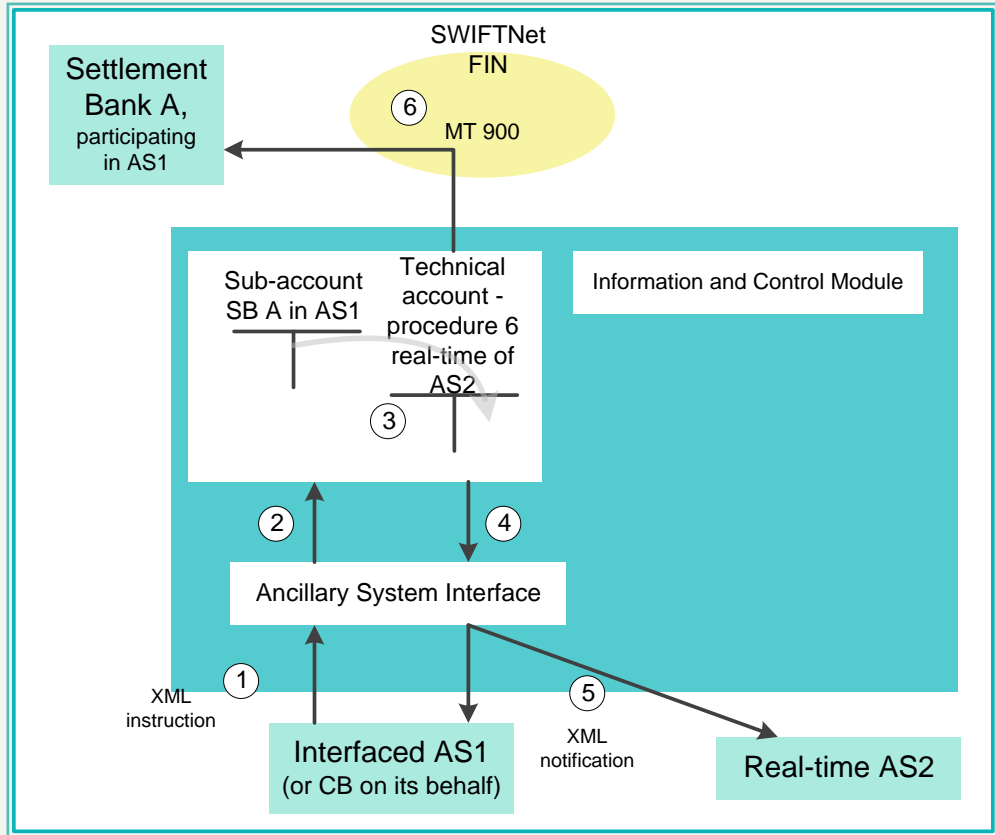 SWIFTNet
FIN
6
MT 900
Settlement
Bank A,
participating
in AS1
Sub-account
SB A in AS1
Technical
account -
procedure 6
real-time of
AS2
3
Information and Control Module
2
4
Ancillary System Interface
1
XML
instruction
5
XML
notification
Interfaced AS1
(or CB on its behalf)
Real-time AS2